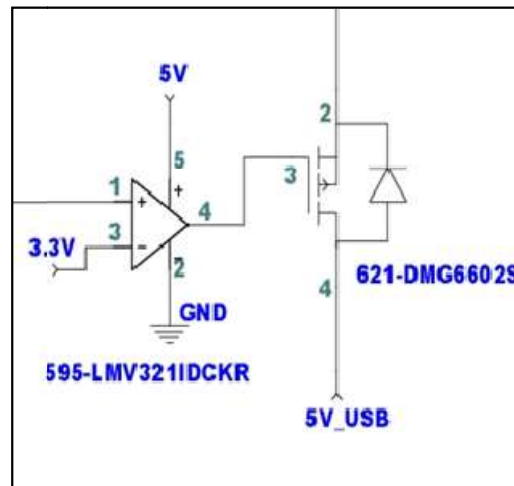 5V
2
5
+
1
+
3
4
3
3.3V
-
-
2
4
621-DMG6602S
GND
595-LMV321IDCKR
5V_USB